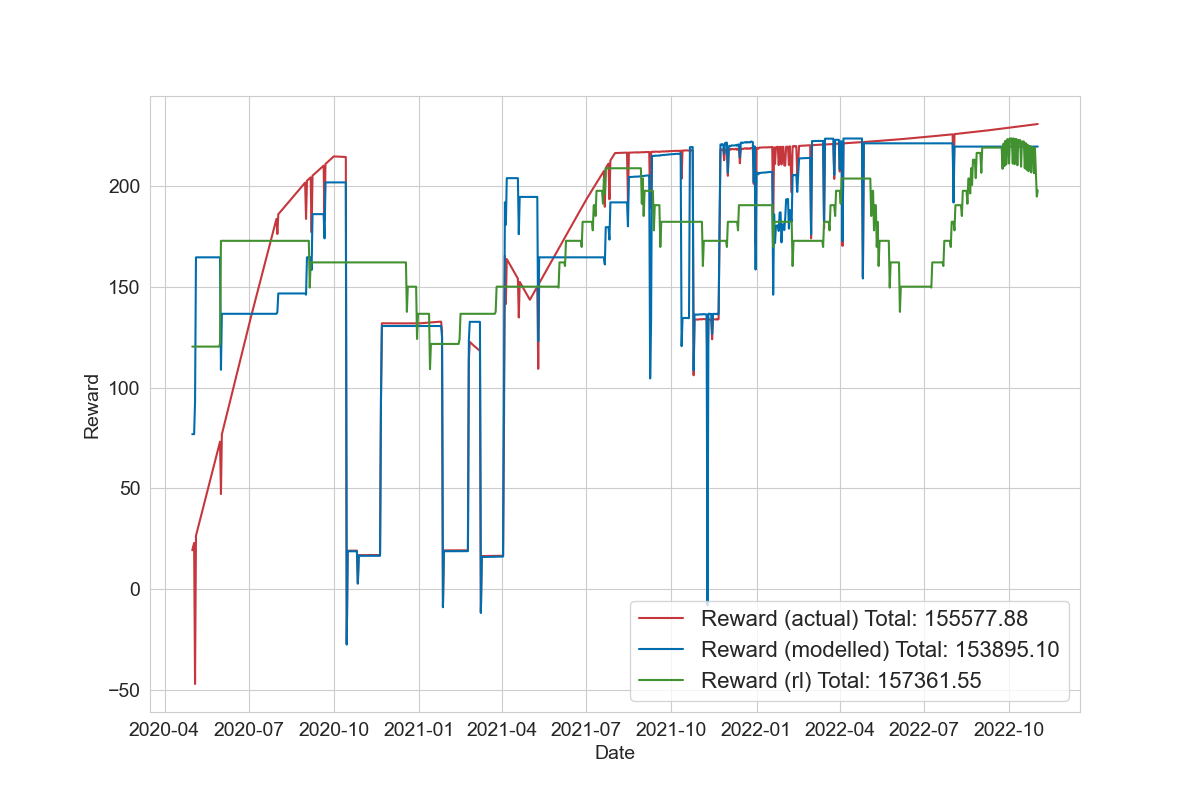 200
150
100
50
0
−50
Reward
Reward (actual) Total: 155577.88
Reward (modelled) Total: 153895.10
Reward (rl) Total: 157361.55
2020-04 2020-07 2020-10 2021-01 2021-04 2021-07 2021-10 2022-01 2022-04 2022-07 2022-10
Date